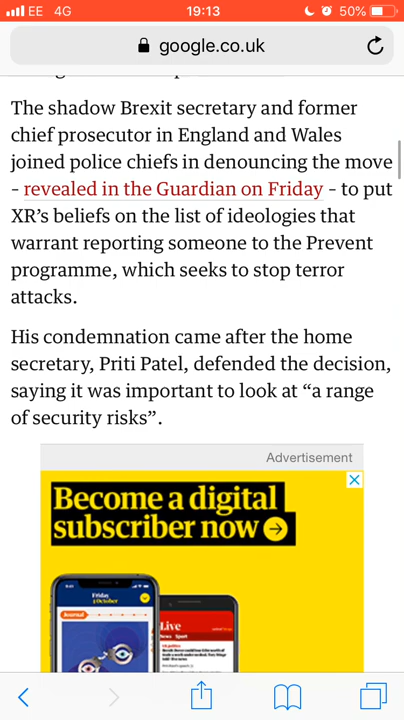 EE 4G 19:13 50%
google.co.uk
The shadow Brexit secretary and former
chief prosecutor in England and Wales
joined police chiefs in denouncing the move
– revealed in the Guardian on Friday – to put
XR’s beliefs on the list of ideologies that
warrant reporting someone to the Prevent
programme, which seeks to stop terror
attacks.
His condemnation came after the home
secretary, Priti Patel, defended the decision,
saying it was important to look at “a range
of security risks”.
Advertisement
Become a digital
subscriber now
Friday
Journal
Live
News Sport